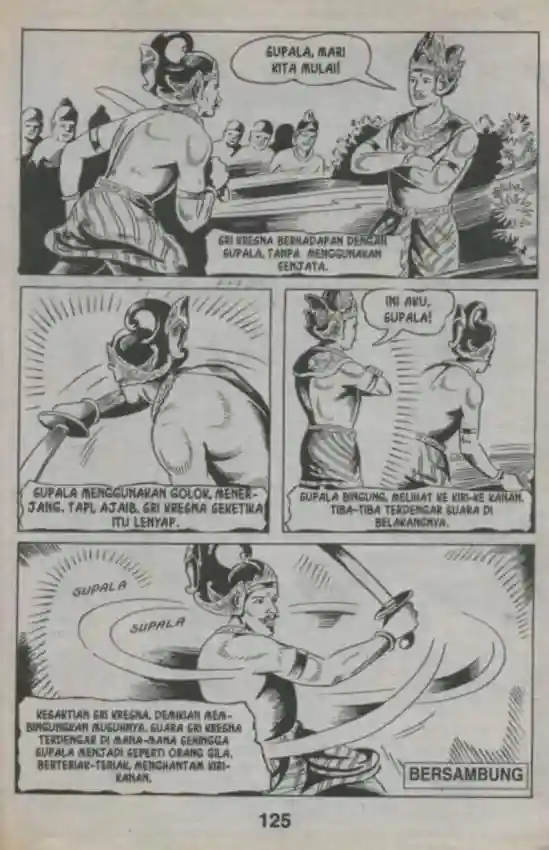 SUPALA, MARI
KITA MULAI!
SRI KRESNA BERHADAPAN DENGAN
SUPALA, TANPA MENGGUNAKAN
SENJATA.
SUPALA MENGGUNAKAN GOLOK, MENER-
JANG. TAPI, AJAIB. SRI KRESNA SEKETIKA
ITU LENYAP.
INI AKU,
SUPALA!
SUPALA BINGUNG, MELIHAT KE KIRI-KE KANAN.
TIBA-TIBA TERDENGAR SUARA DI
BELAKANGNYA.
SUPALA
SUPALA
KESAKTIAN SRI KRESNA, DEMIKIAN MEM-
BINGUNGKAN MUSUHNYA. SUARA SRI KRESNA
TERDENGAR DI MANA-MANA SEHINGGA
SUPALA MENJADI SEPERTI ORANG GILA,
BERTERIAK-TERIAK, MENGHANTAM KIRI-
KANAN.
BERSAMBUNG
125